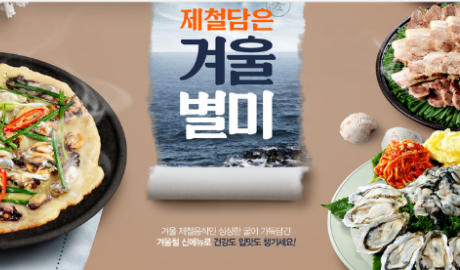 제철담은
겨울
별미
겨울 제철음식인 싱싱한 굴이 가득담긴
겨울철 신메뉴로 건강도 입맛도 챙기세요!